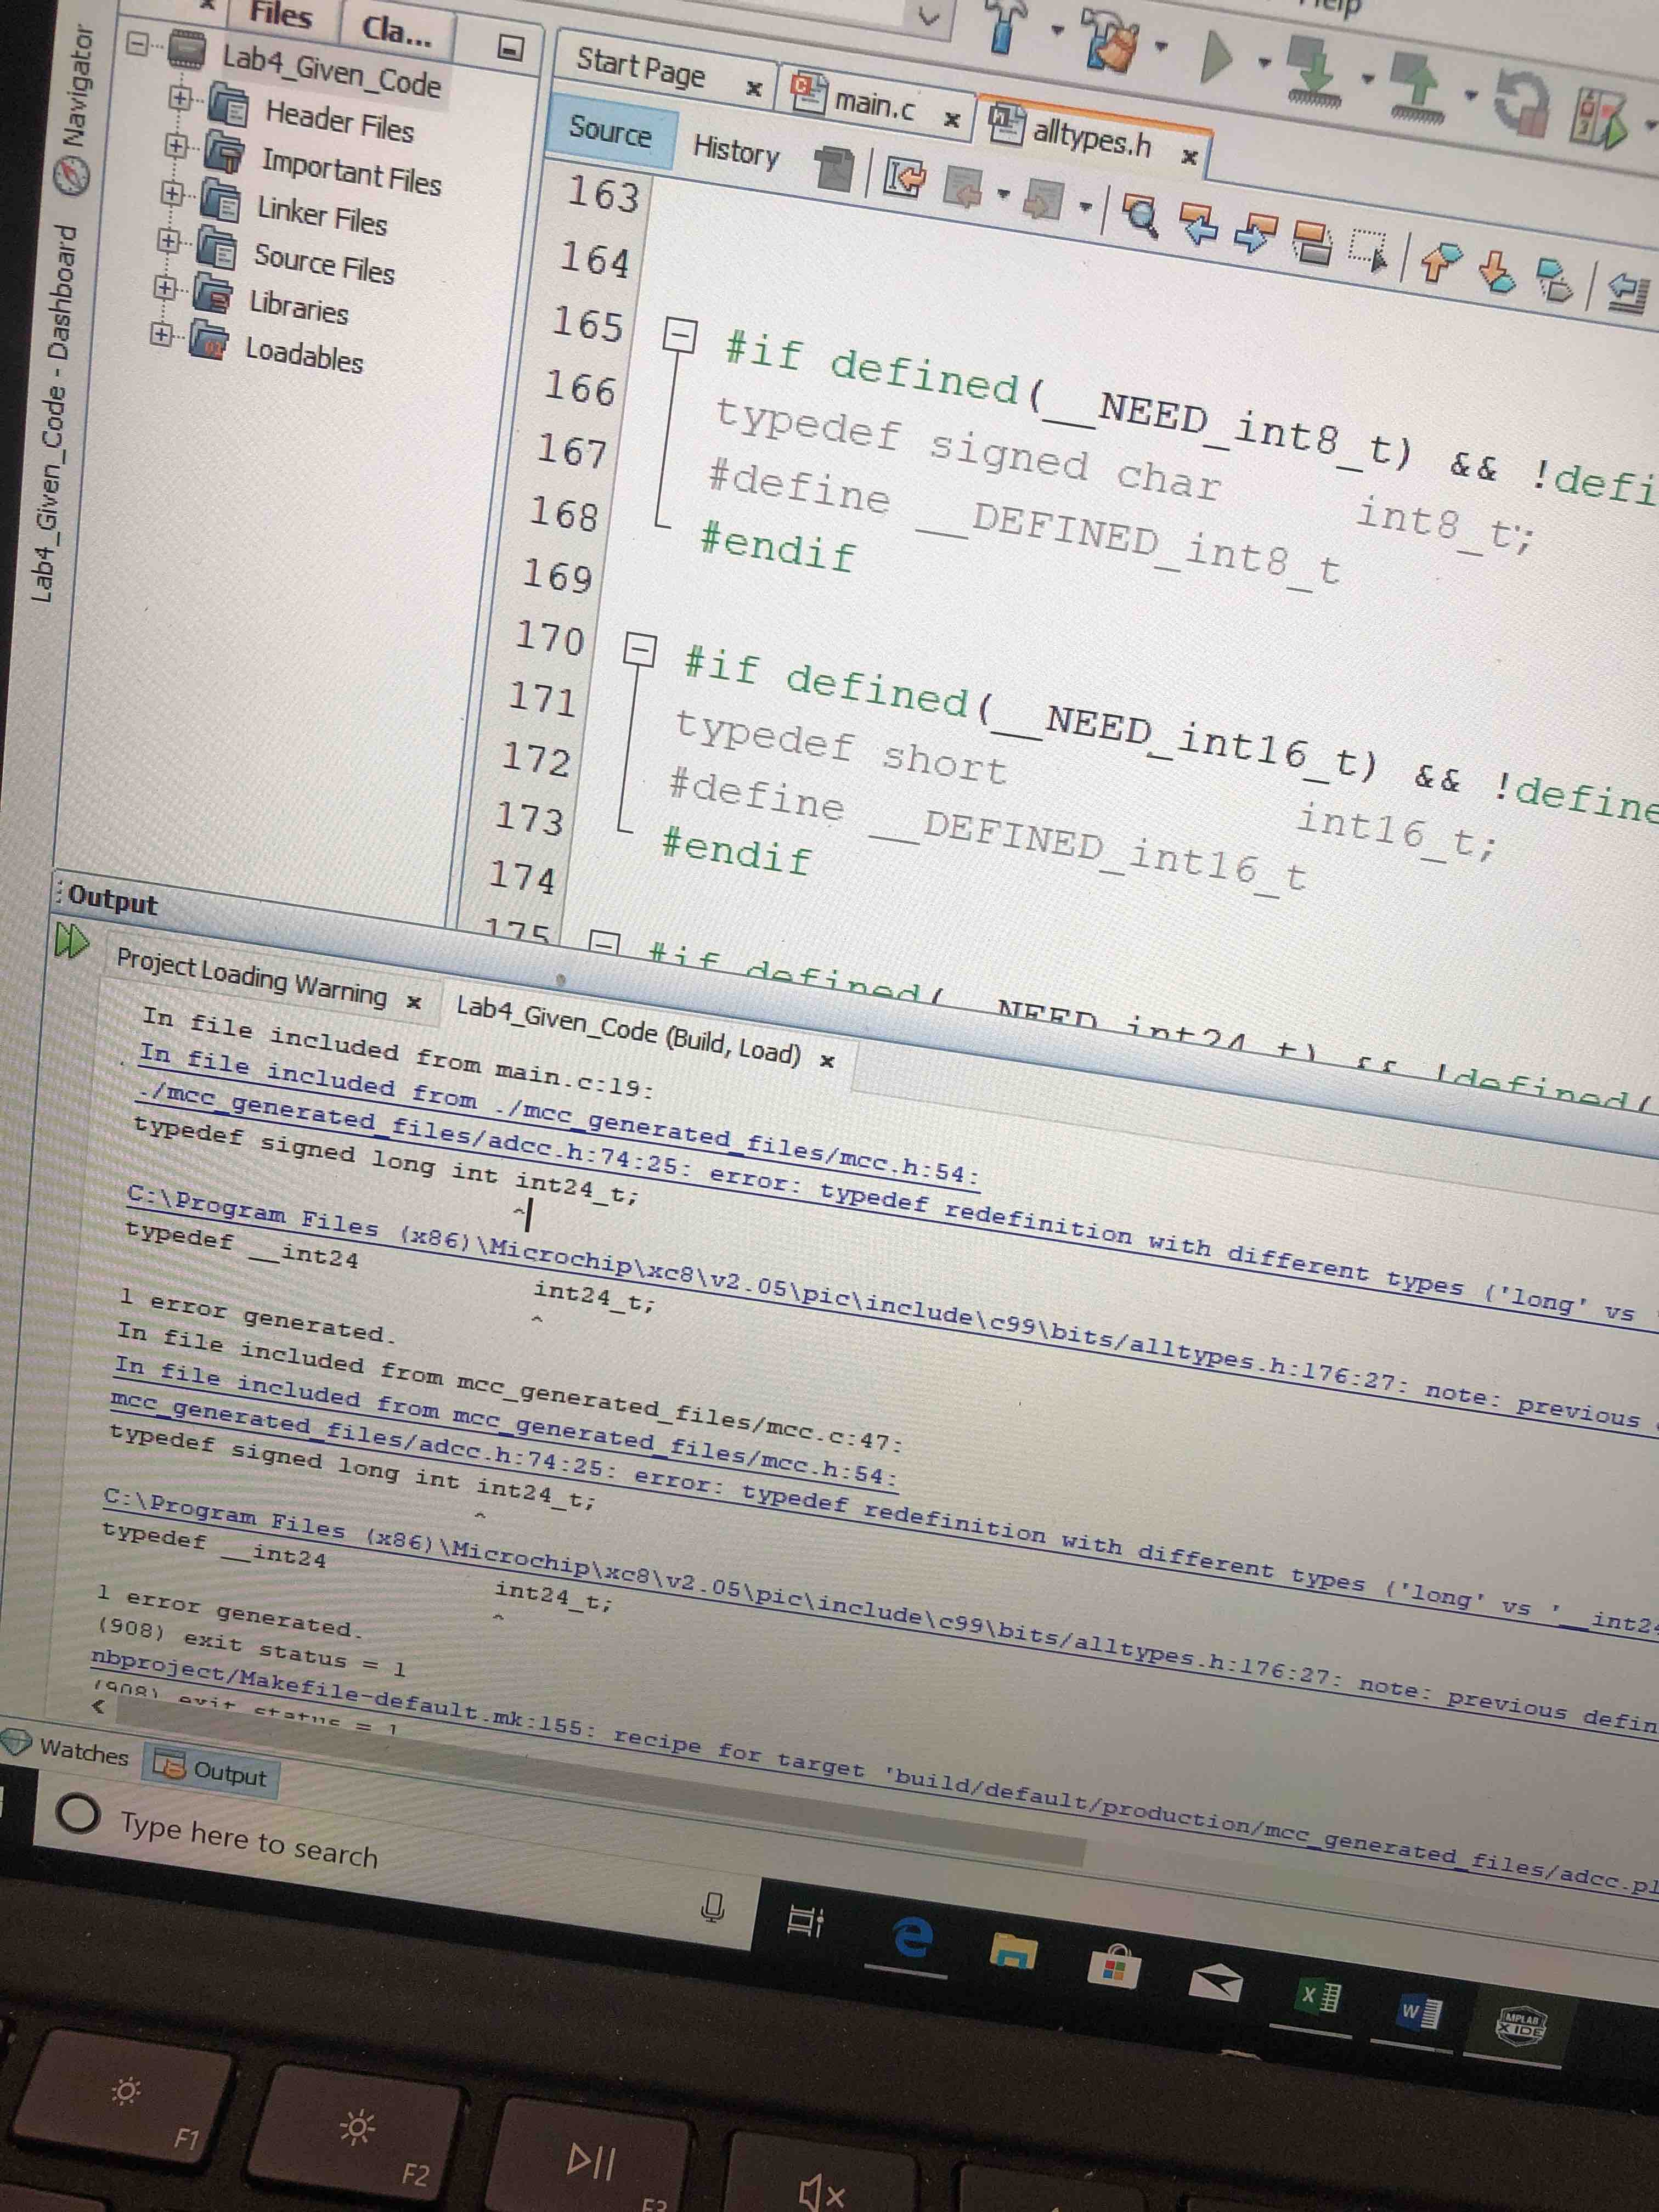 Help
Files
Cla...
Navigator
Lab4_Given_Code - Dashboard
Lab4_Given_Code
Header Files
Important Files
Linker Files
Source Files
Libraries
Loadables
Start Page
main.c
alltypes.h
Source
History
163
164
165 #if defined(__NEED_int8_t) && !defi
166 typedef signed char int8_t;
167 #define __DEFINED_int8_t
168 #endif
169
170 #if defined(__NEED_int16_t) && !define
171 typedef short int16_t;
172 #define __DEFINED_int16_t
173 #endif
174
175 #if defined(__NEED_int24_t) && !defined(
Output
Project Loading Warning x
Lab4_Given_Code (Build, Load) x
In file included from main.c:19:
In file included from ./mcc_generated_files/mcc.h:54:
./mcc_generated_files/adcc.h:74:25: error: typedef redefinition with different types ('long' vs
typedef signed long int int24_t;
^
C:\Program Files (x86)\Microchip\xc8\v2.05\pic\include\c99\bits/alltypes.h:176:27: note: previous
typedef __int24 int24_t;
^
1 error generated.
In file included from mcc_generated_files/mcc.c:47:
In file included from mcc_generated_files/mcc.h:54:
mcc_generated_files/adcc.h:74:25: error: typedef redefinition with different types ('long' vs '__int24
typedef signed long int int24_t;
^
C:\Program Files (x86)\Microchip\xc8\v2.05\pic\include\c99\bits/alltypes.h:176:27: note: previous defin
typedef __int24 int24_t;
^
1 error generated.
(908) exit status = 1
nbproject/Makefile-default.mk:155: recipe for target 'build/default/production/mcc_generated_files/adcc.p1
(908) exit status = 1
Watches
Output
Type here to search
MPLAB
X IDE
F1
F2
F3